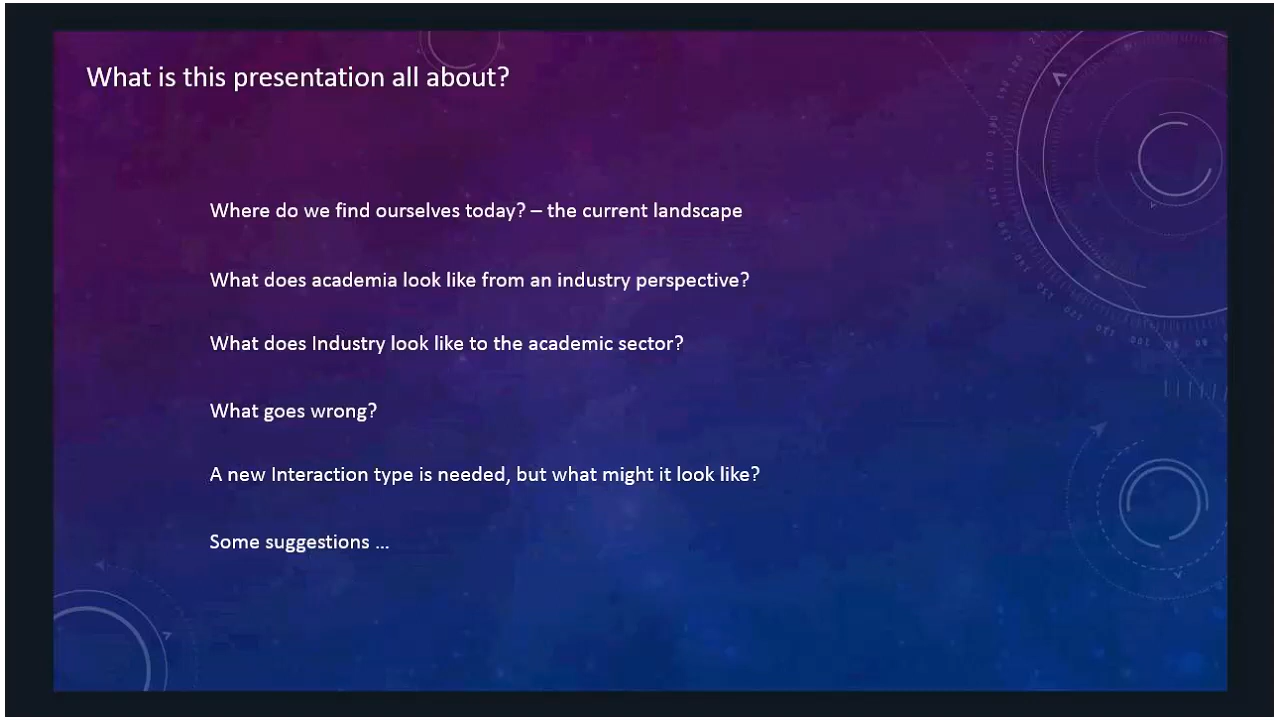 What is this presentation all about?
Where do we find ourselves today? – the current landscape
What does academia look like from an industry perspective?
What does Industry look like to the academic sector?
What goes wrong?
A new Interaction type is needed, but what might it look like?
Some suggestions ...